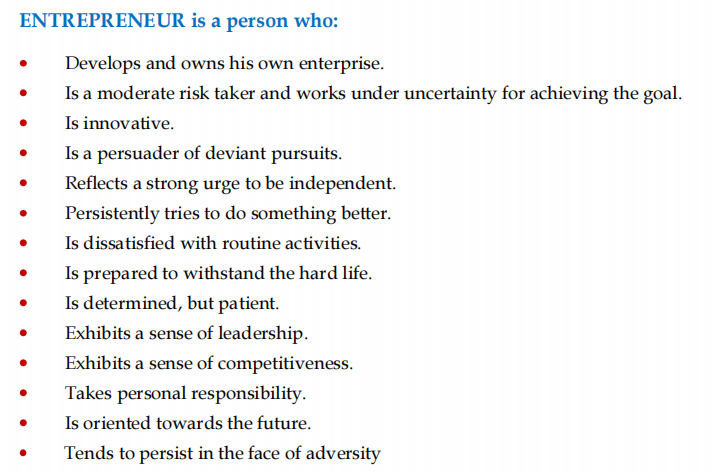 ENTREPRENEUR is a person who:
• Develops and owns his own enterprise.
• Is a moderate risk taker and works under uncertainty for achieving the goal.
• Is innovative.
• Is a persuader of deviant pursuits.
• Reflects a strong urge to be independent.
• Persistently tries to do something better.
• Is dissatisfied with routine activities.
• Is prepared to withstand the hard life.
• Is determined, but patient.
• Exhibits a sense of leadership.
• Exhibits a sense of competitiveness.
• Takes personal responsibility.
• Is oriented towards the future.
• Tends to persist in the face of adversity